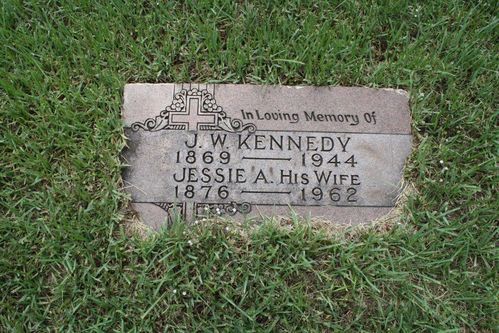 In Loving Memory Of
J. W. KENNEDY
1869 — 1944
JESSIE A. HIS WIFE
1876 — 1962